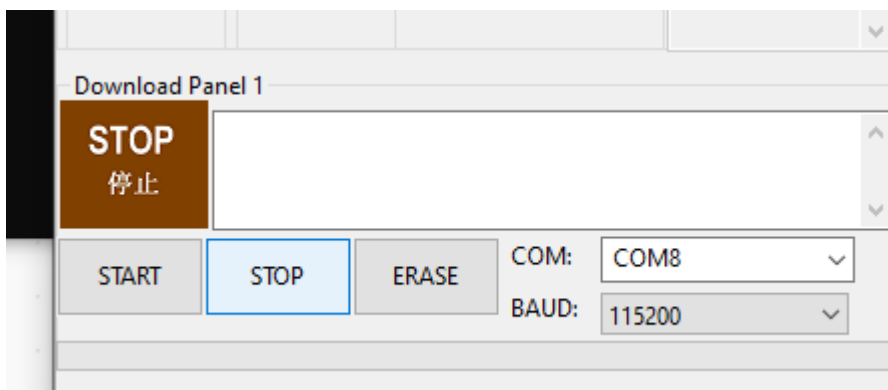 Download Panel 1
STOP
停止
START
STOP
ERASE
COM:
COM8
BAUD:
115200